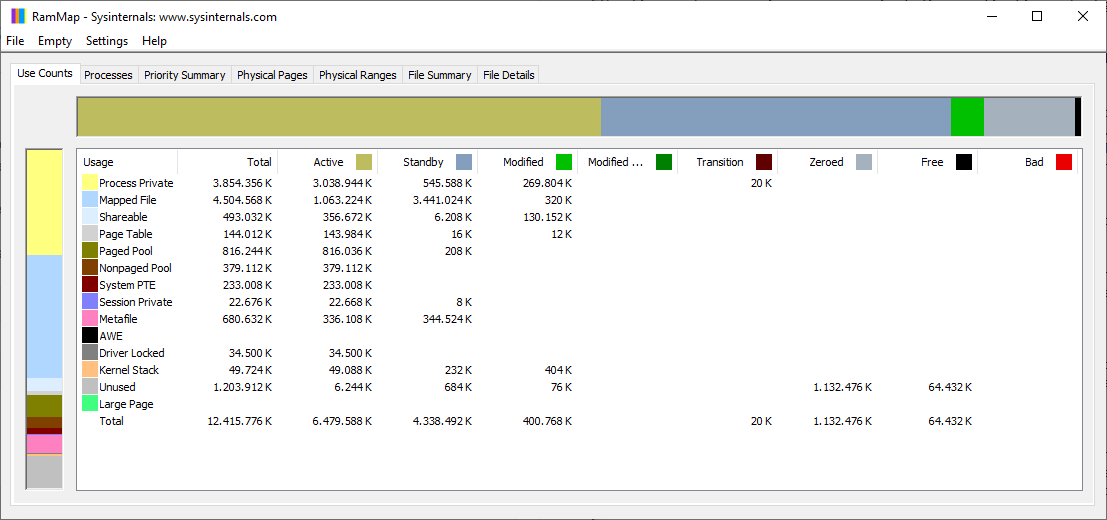 RamMap - Sysinternals: www.sysinternals.com
File Empty Settings Help
Use Counts Processes Priority Summary Physical Pages Physical Ranges File Summary File Details
Usage Total Active Standby Modified Modified ... Transition Zeroed Free Bad
Process Private 3.854.356 K 3.038.944 K 545.588 K 269.804 K 20 K
Mapped File 4.504.568 K 1.063.224 K 3.441.024 K 320 K
Shareable 493.032 K 356.672 K 6.208 K 130.152 K
Page Table 144.012 K 143.984 K 16 K 12 K
Paged Pool 816.244 K 816.036 K 208 K
Nonpaged Pool 379.112 K 379.112 K
System PTE 233.008 K 233.008 K
Session Private 22.676 K 22.668 K 8 K
Metafile 680.632 K 336.108 K 344.524 K
AWE
Driver Locked 34.500 K 34.500 K
Kernel Stack 49.724 K 49.088 K 232 K 404 K
Unused 1.203.912 K 6.244 K 684 K 76 K 1.132.476 K 64.432 K
Large Page
Total 12.415.776 K 6.479.588 K 4.338.492 K 400.768 K 20 K 1.132.476 K 64.432 K